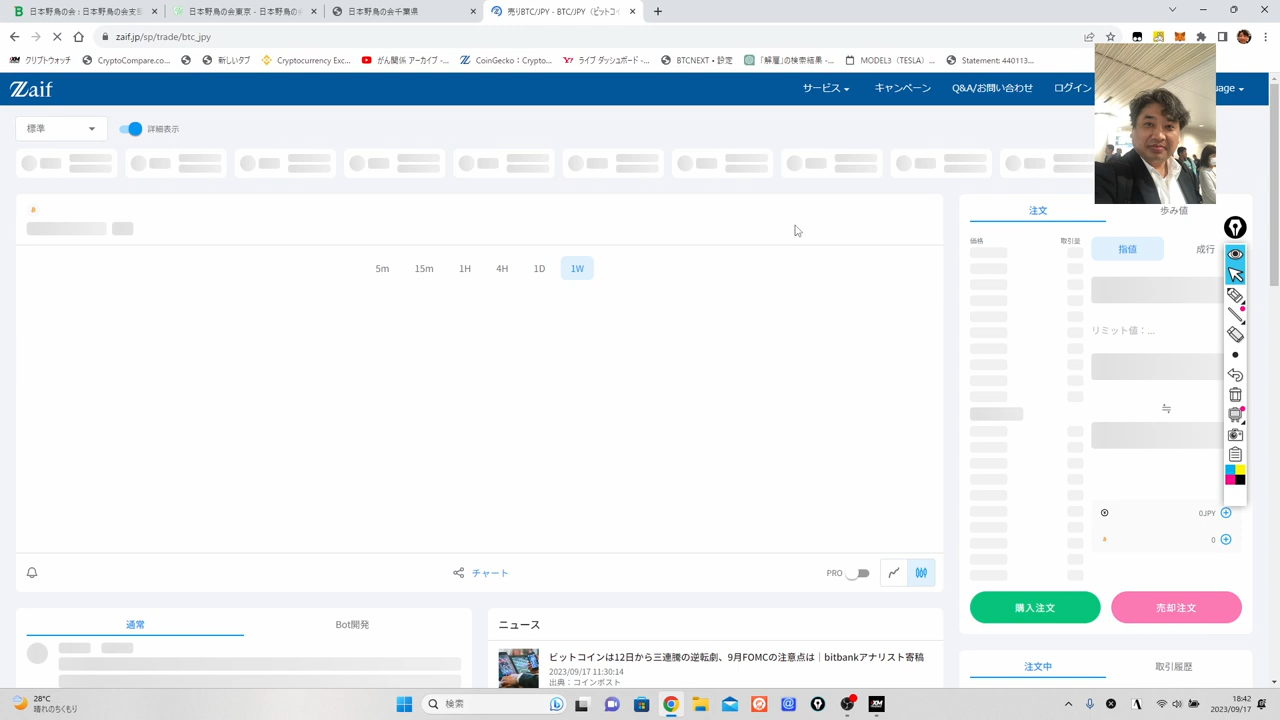 日本野鳥の会 : 日本野鳥の会支
日本野鳥の会東京 - 日本野鳥の
日本野鳥の会千葉県
売りBTC/JPY - BTC/JPY（ビットコ
zaif.jp/sp/trade/btc_jpy
クリプトウォッチ
CryptoCompare.co...
新しいタブ
Cryptocurrency Exc...
がん関係 アーカイブ -...
CoinGecko：Crypto...
ライブ ダッシュボード -...
BTCNEXT • 設定
「解雇」の検索結果 -...
MODEL3（TESLA）...
Statement: 440113...
Zaif
サービス
キャンペーン
Q&A/お問い合わせ
ログイン
uage
標準
詳細表示
注文
歩み値
価格
取引量
指値
成行
5m
15m
1H
4H
1D
1W
リミット値：...
0JPY
0
チャート
PRO
購入注文
売却注文
通常
Bot開発
ニュース
ビットコインは12日から三連騰の逆転劇、9月FOMCの注意点は｜bitbankアナリスト寄稿
2023/09/17 11:30:14
出典：コインポスト
注文中
取引履歴
28°C
晴れのちくもり
検索
A
18:42
2023/09/17